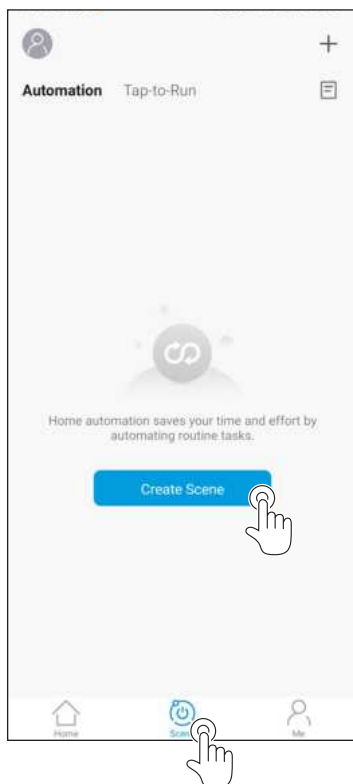 Automation Tap-to-Run
Home automation saves your time and effort by
automating routine tasks.
Create Scene
Home Me